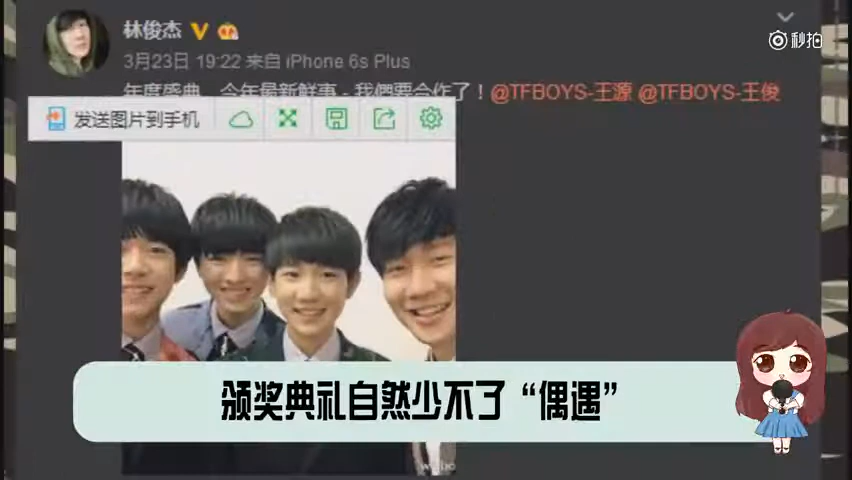 林俊杰
秒拍
3月23日 19:22 来自 iPhone 6s Plus
年度盛典，今年最新鲜事-我們要合作了！@TFBOYS-王源 @TFBOYS-王俊
发送图片到手机
颁奖典礼自然少不了“偶遇”